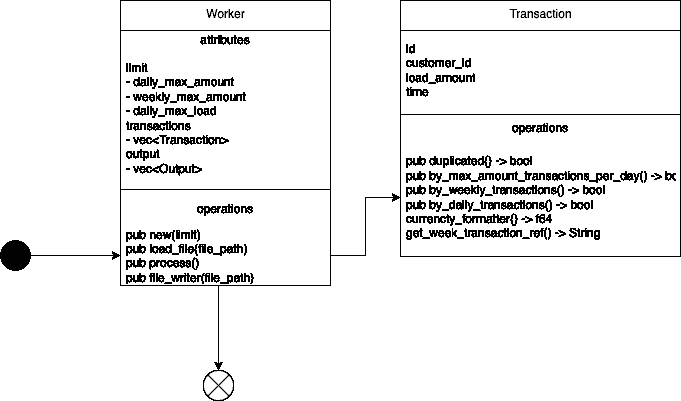 Worker
attributes
limit
- daily_max_amount
- weekly_max_amount
- daily_max_load
transactions
- vec<Transaction>
output
- vec<Output>
operations
pub new(limit)
pub load_file(file_path)
pub process()
pub file_writer(file_path)
Transaction
id
customer_id
load_amount
time
operations
pub duplicated() -> bool
pub by_max_amount_transactions_per_day() -> bc
pub by_weekly_transactions() -> bool
pub by_daily_transactions() -> bool
currencty_formatter() -> f64
get_week_transaction_ref() -> String